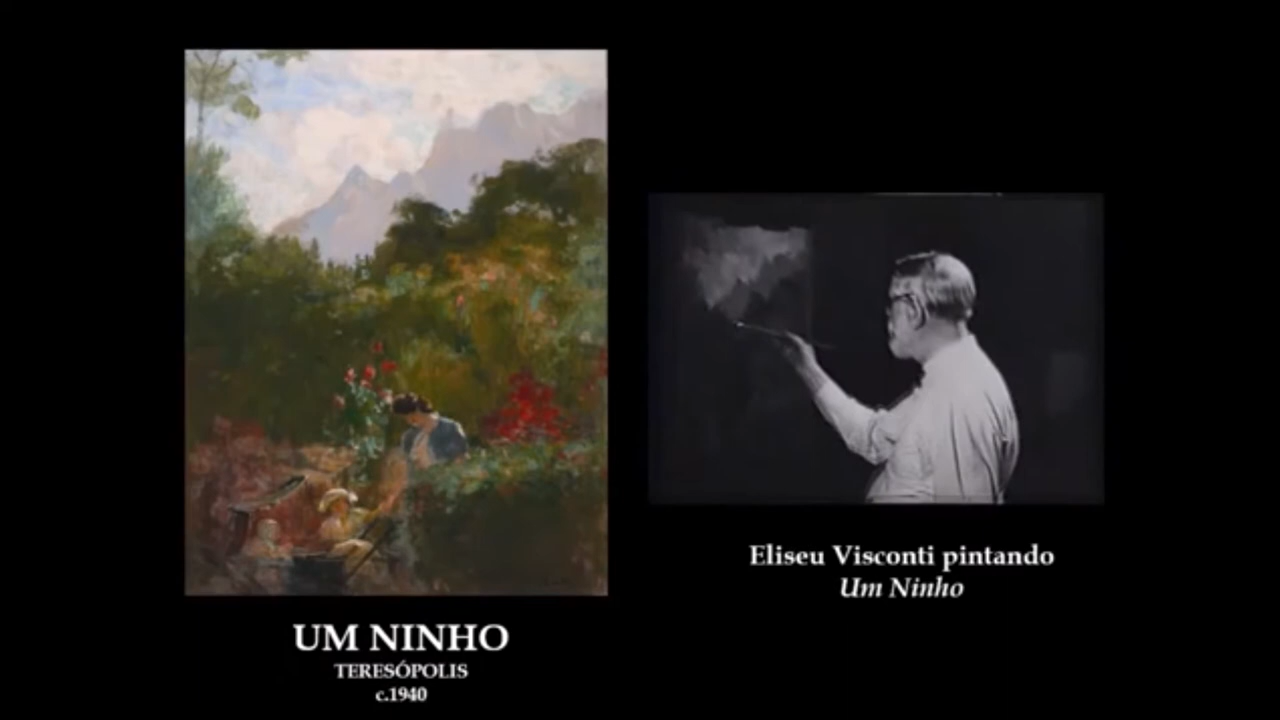 UM NINHO
TERESÓPOLIS
c.1940
Eliseu Visconti pintando
Um Ninho